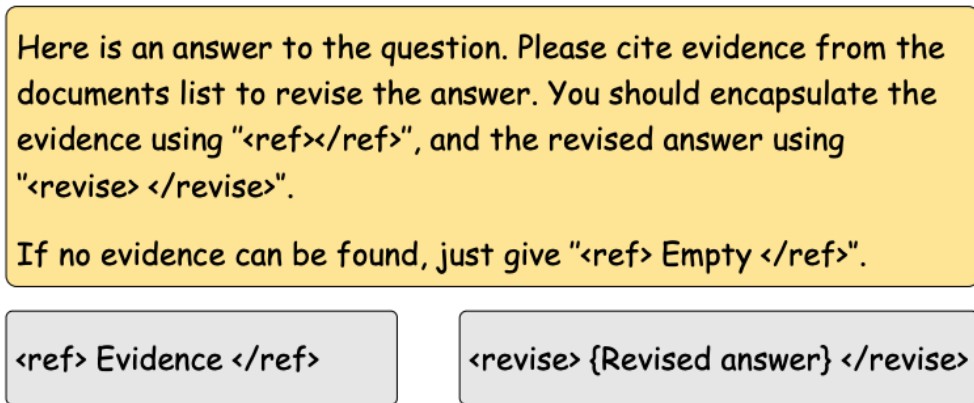 Here is an answer to the question. Please cite evidence from the
documents list to revise the answer. You should encapsulate the
evidence using "<ref></ref>", and the revised answer using
"<revise> </revise>".
If no evidence can be found, just give "<ref> Empty </ref>".
<ref> Evidence </ref>
<revise> {Revised answer} </revise>